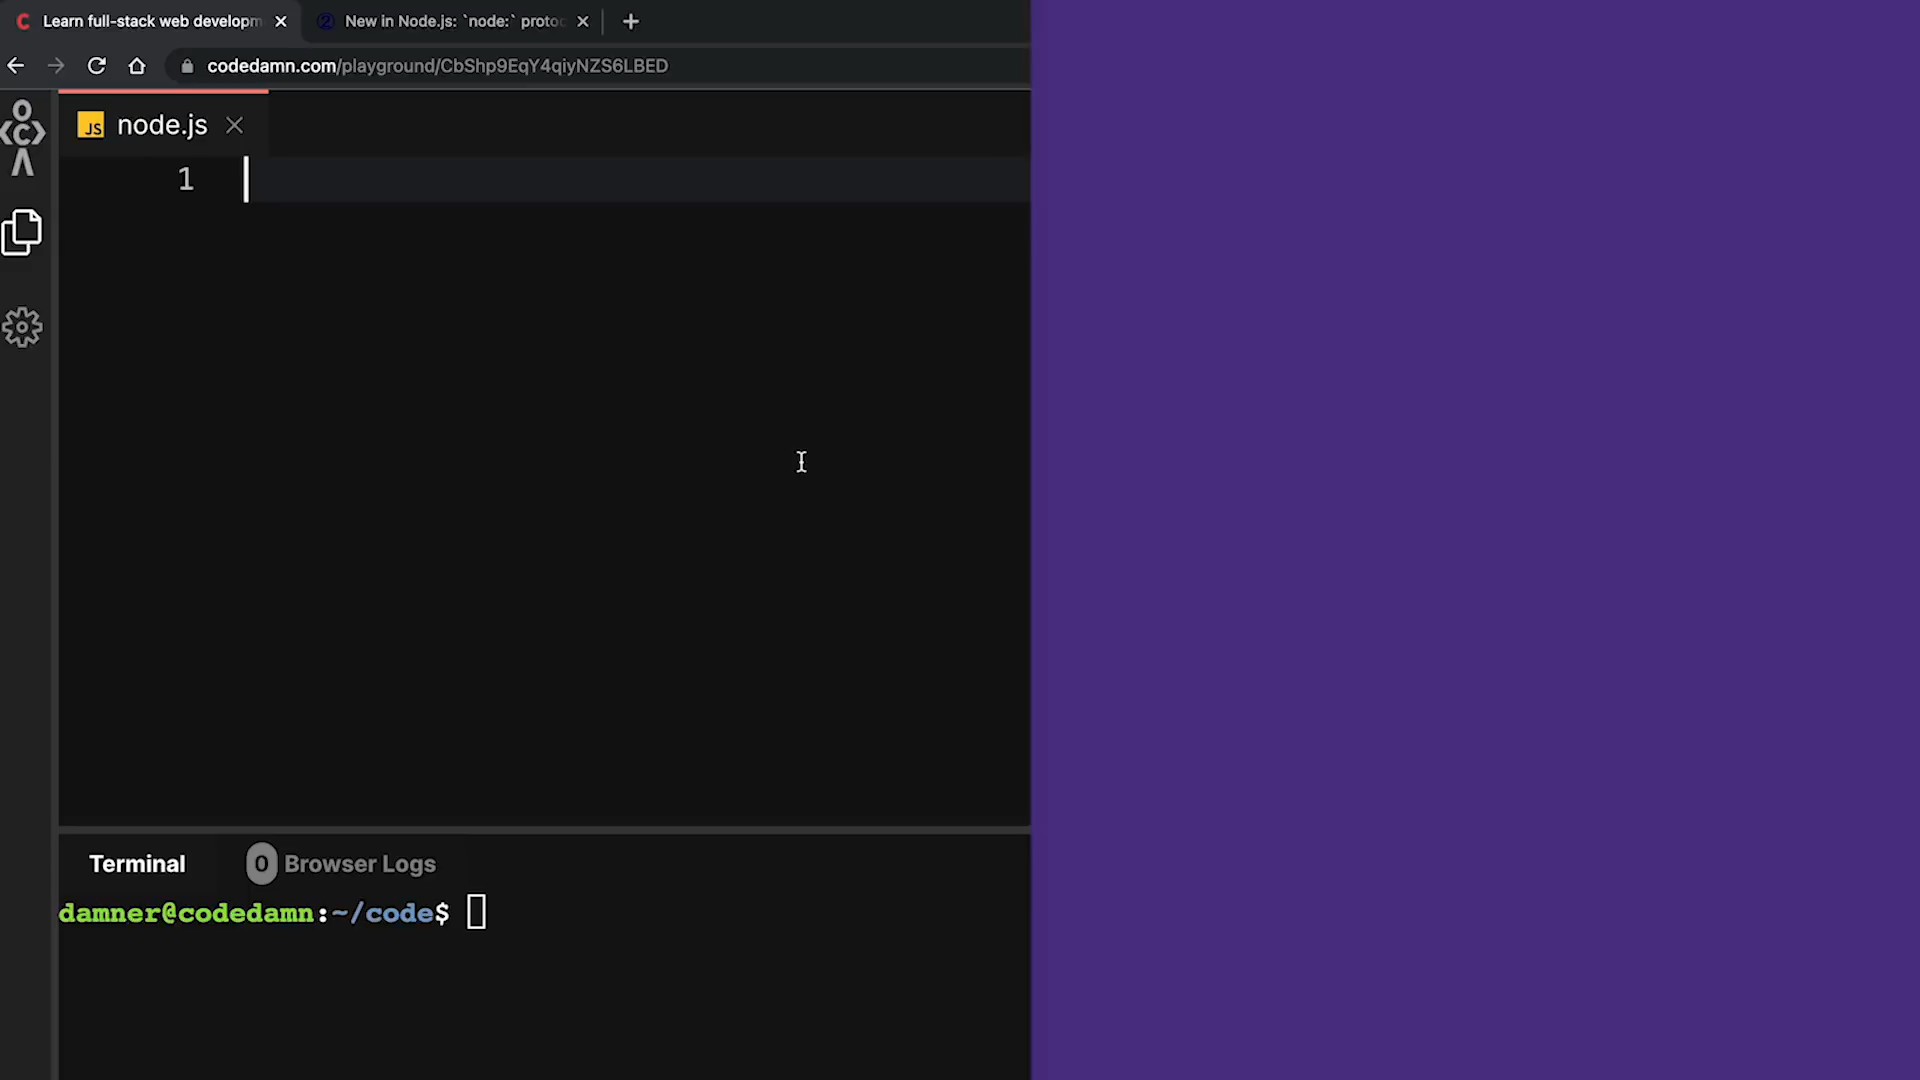 Learn full-stack web developm
New in Node.js: `node:` protoc
codedamn.com/playground/CbShp9EqY4qiyNZS6LBED
JS node.js
1
Terminal 0 Browser Logs
damner@codedamn:~/code$